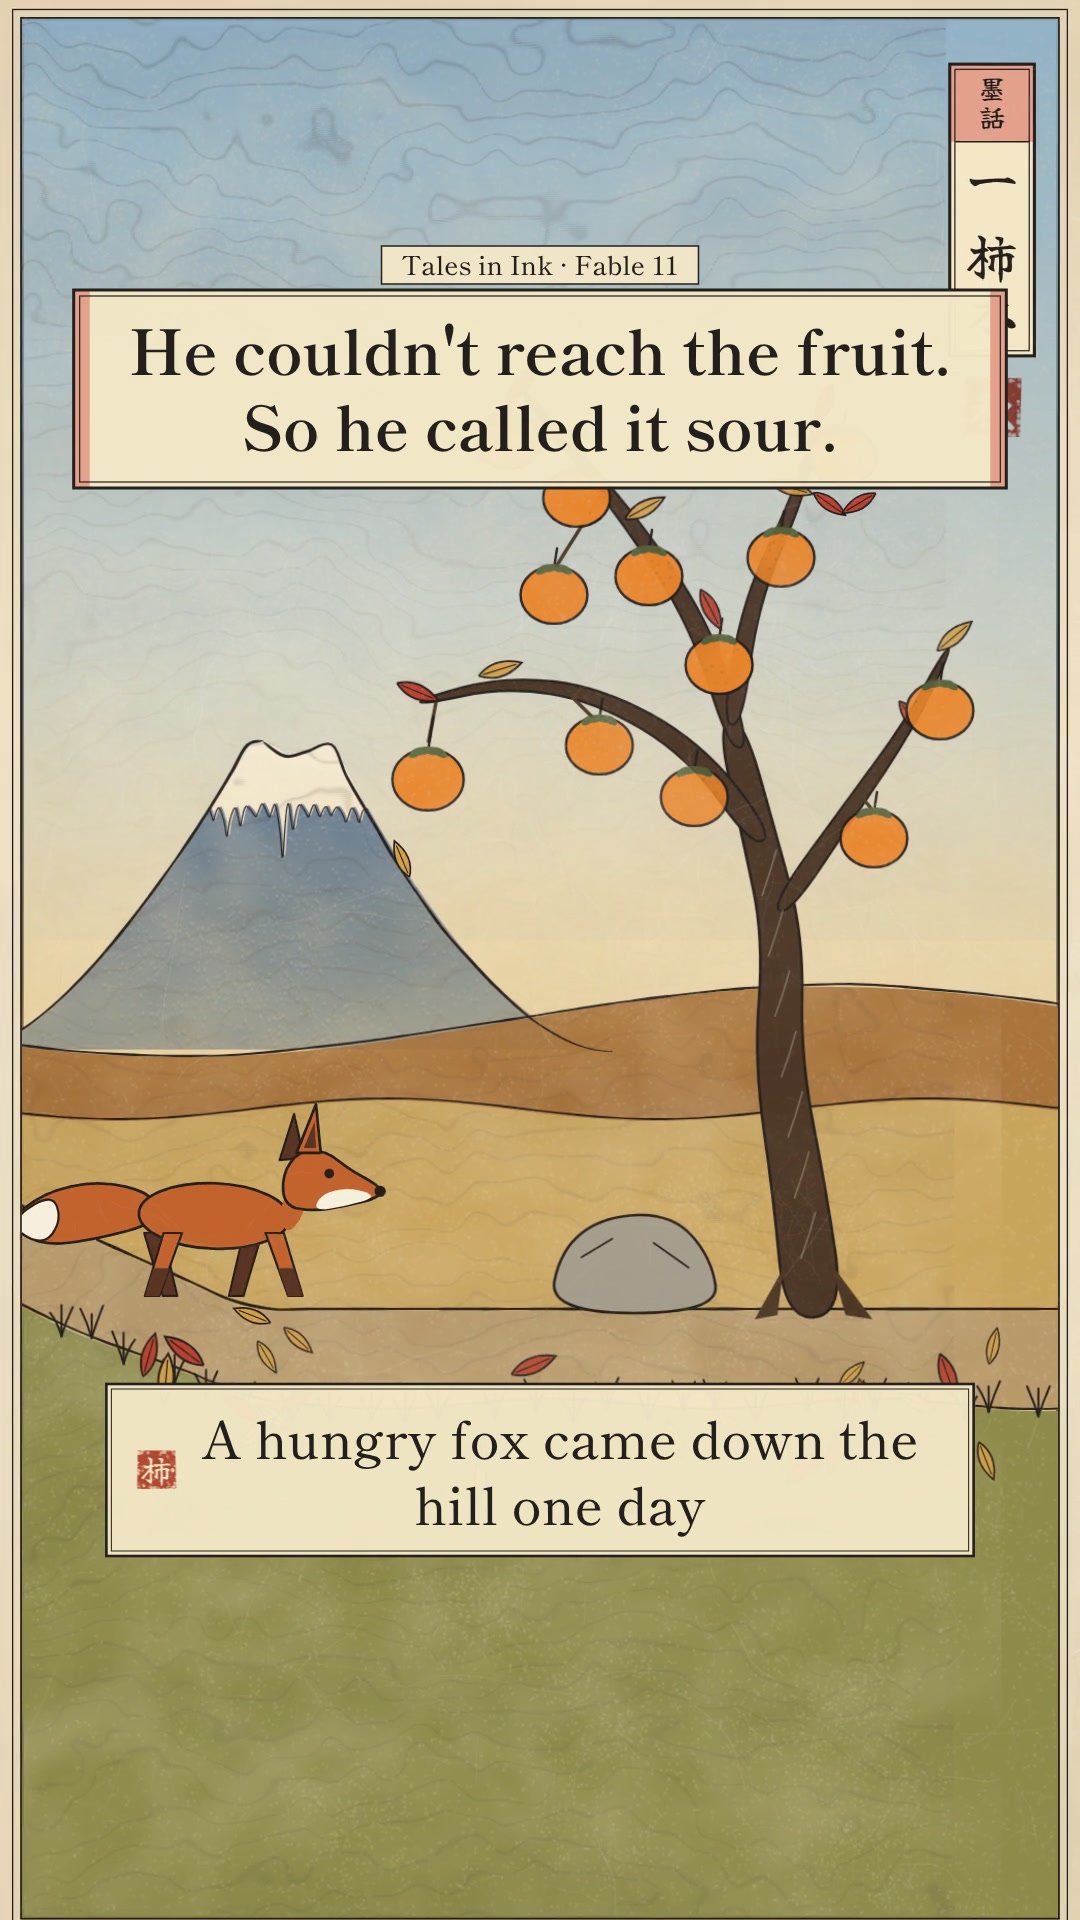 墨話
一柿
Tales in Ink · Fable 11
He couldn't reach the fruit.
So he called it sour.
柿
A hungry fox came down the
hill one day